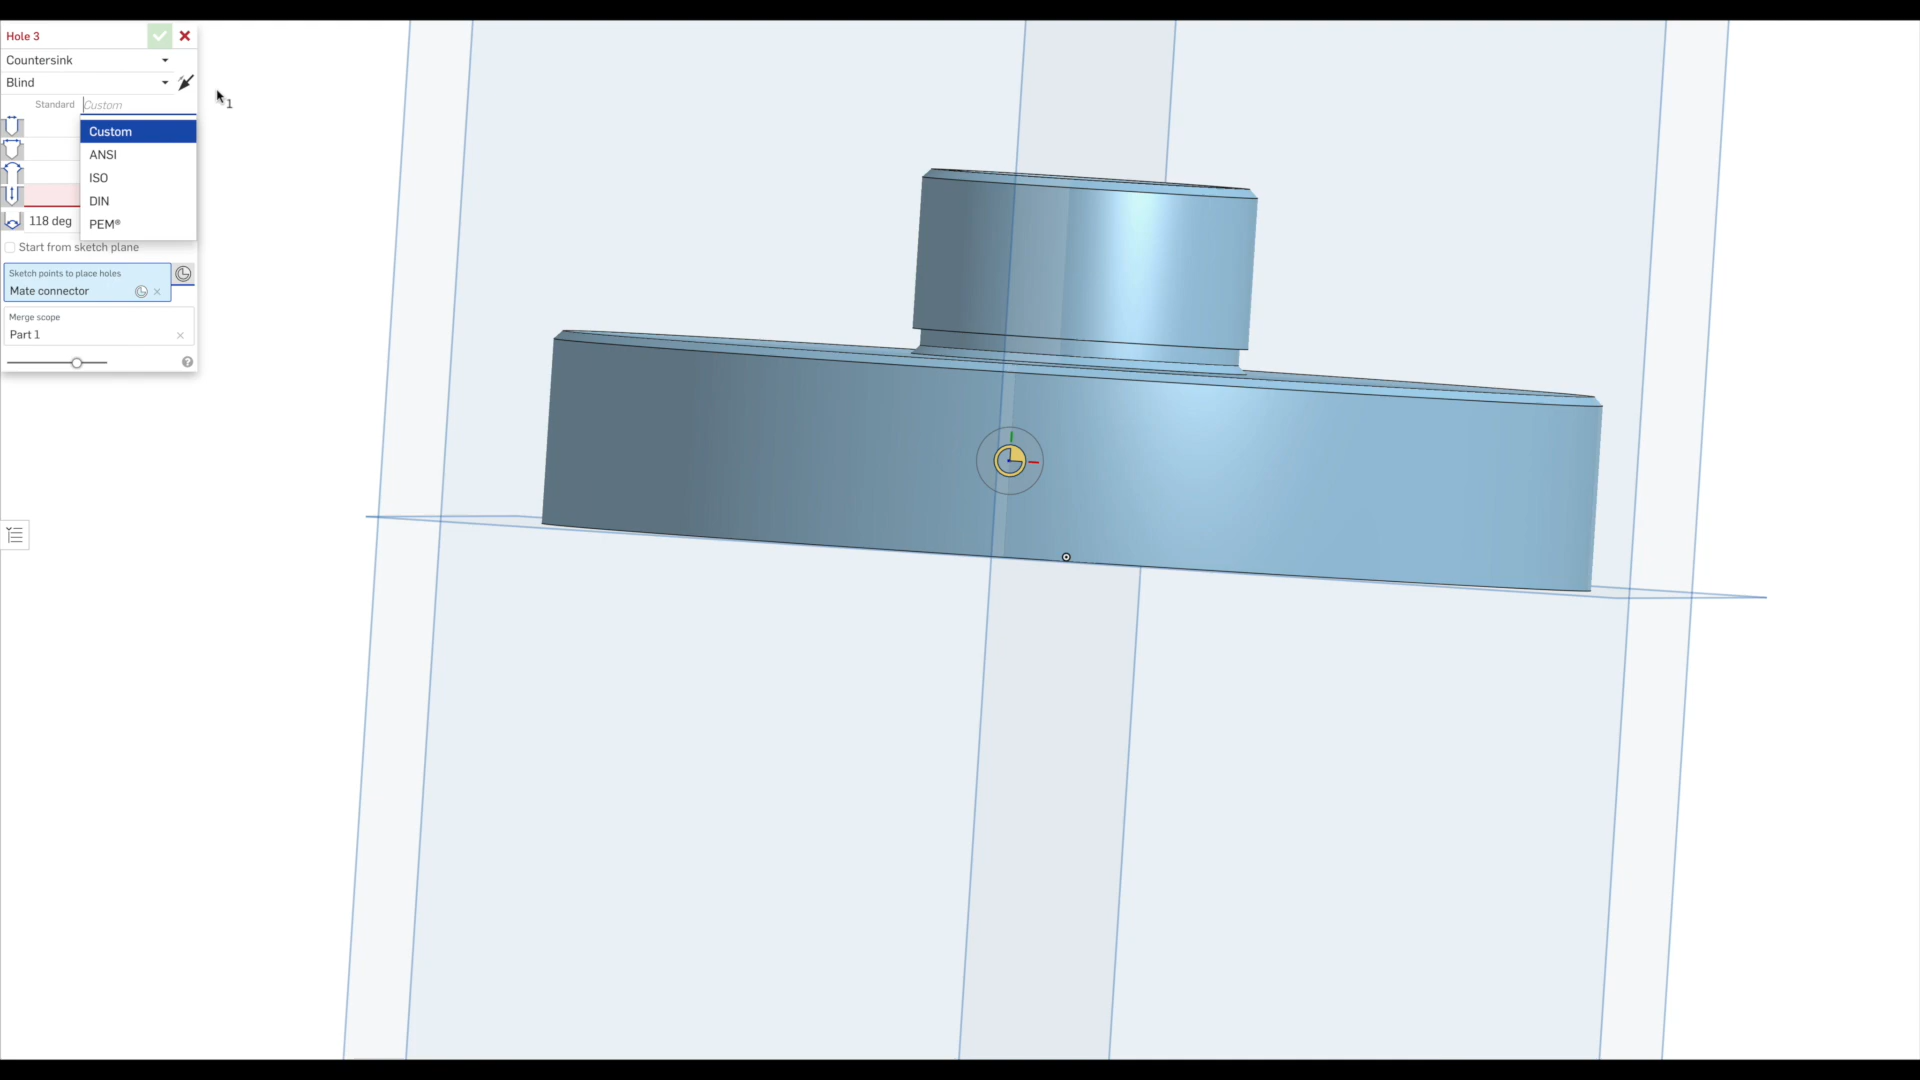 Hole 3
Countersink
Blind
Standard Custom
1
Custom
ANSI
ISO
DIN
PEM®
118 deg
Start from sketch plane
Sketch points to place holes
Mate connector
Merge scope
Part 1